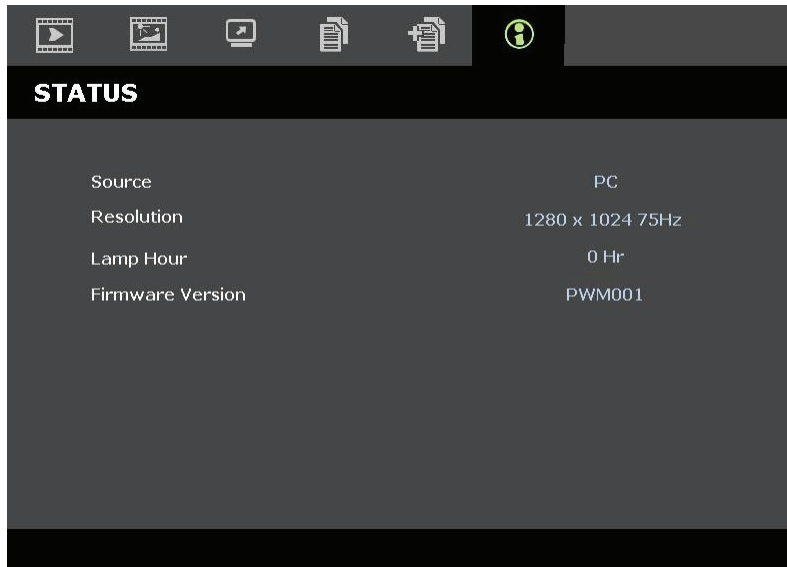 STATUS
Source PC
Resolution 1280 x 1024 75Hz
Lamp Hour 0 Hr
Firmware Version PWM001